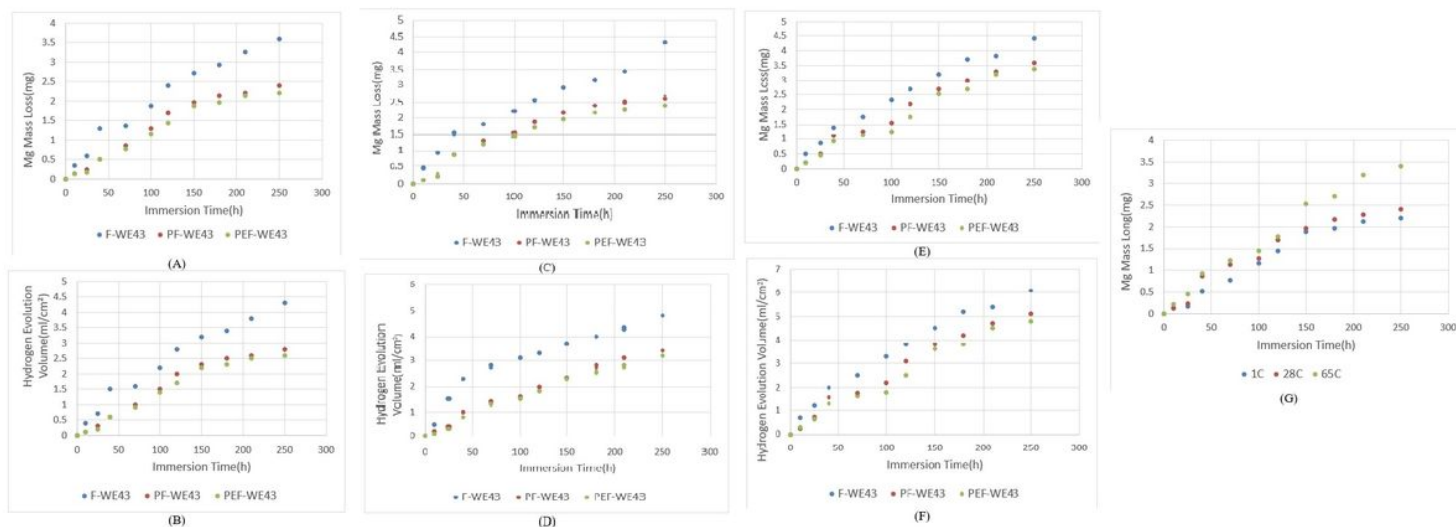 4
3.5
3
2.5
2
1.5
1
0.5
0
Mg Mass Loss(mg)
0 50 100 150 200 250 300
Immersion Time(h)
F-WE43 PF-WE43 PEF-WE43
(A)
4.5
4
3.5
3
2.5
2
1.5
1
0.5
0
Hydrogen Evolution
Volume(ml/cm²)
0 50 100 150 200 250 300
Immersion Time(h)
F-WE43 PF-WE43 PEF-WE43
(B)
5
4.5
4
3.5
3
2.5
2
1.5
1
0.5
0
Mg Mass Loss(mg)
0 50 100 150 200 250 300
Immersion Time(h)
F-WE43 PF-WE43 PEF-WE43
(C)
5
4
3
2
1
0
Hydrogen Evolution
0 50 100 150 200 250 300
Immersion Time(h)
F-WE43 PF-WE43 PEF-WE43
(D)
5
4.5
4
3.5
3
2.5
2
1.5
1
0.5
0
Mg Mass Loss(mg)
0 50 100 150 200 250 300
Immersion Time(h)
F-WE43 PF-WE43 PEF-WE43
(E)
7
6
5
4
3
2
1
0
Hydrogen Evolution Volume(ml/cm²)
0 50 100 150 200 250 300
Immersion Time(h)
F-WE43 PF-WE43 PEF-WE43
(F)
4
3.5
3
2.5
2
1.5
1
0.5
0
Mg Mass Long(mg)
0 50 100 150 200 250 300
Immersion Time(h)
1C 28C 65C
(G)